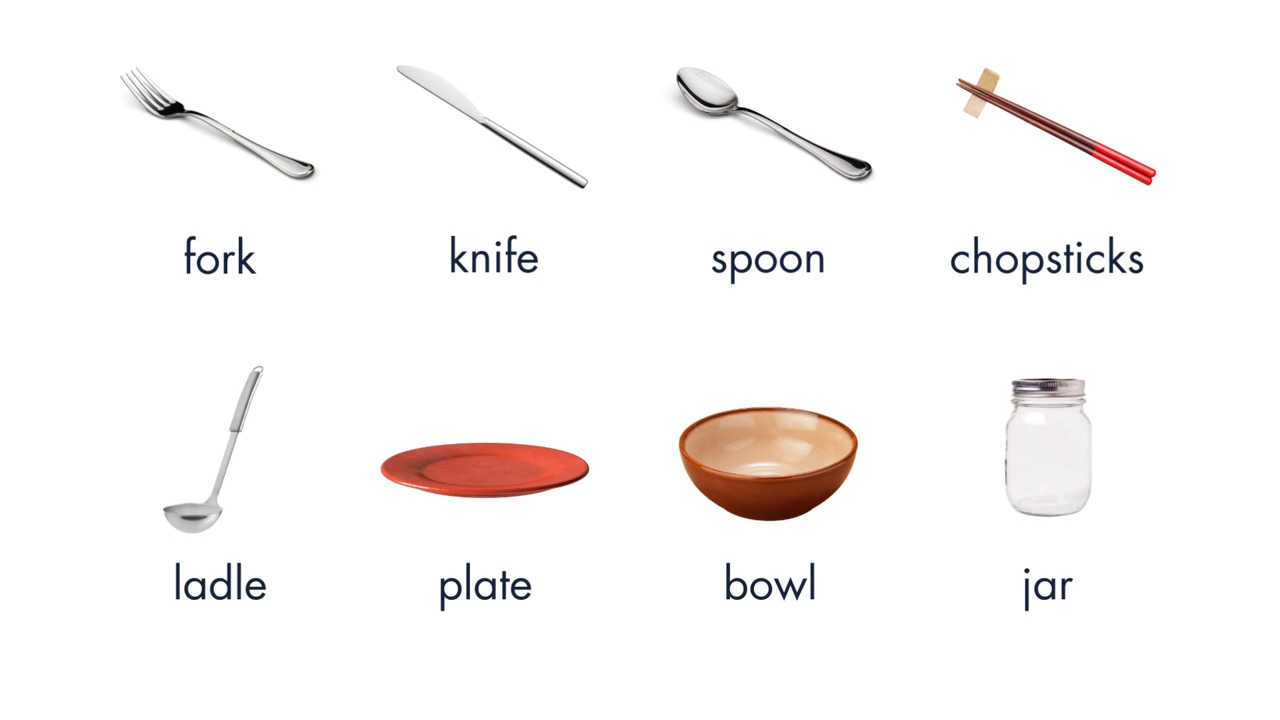 fork
knife
spoon
chopsticks
ladle
plate
bowl
jar